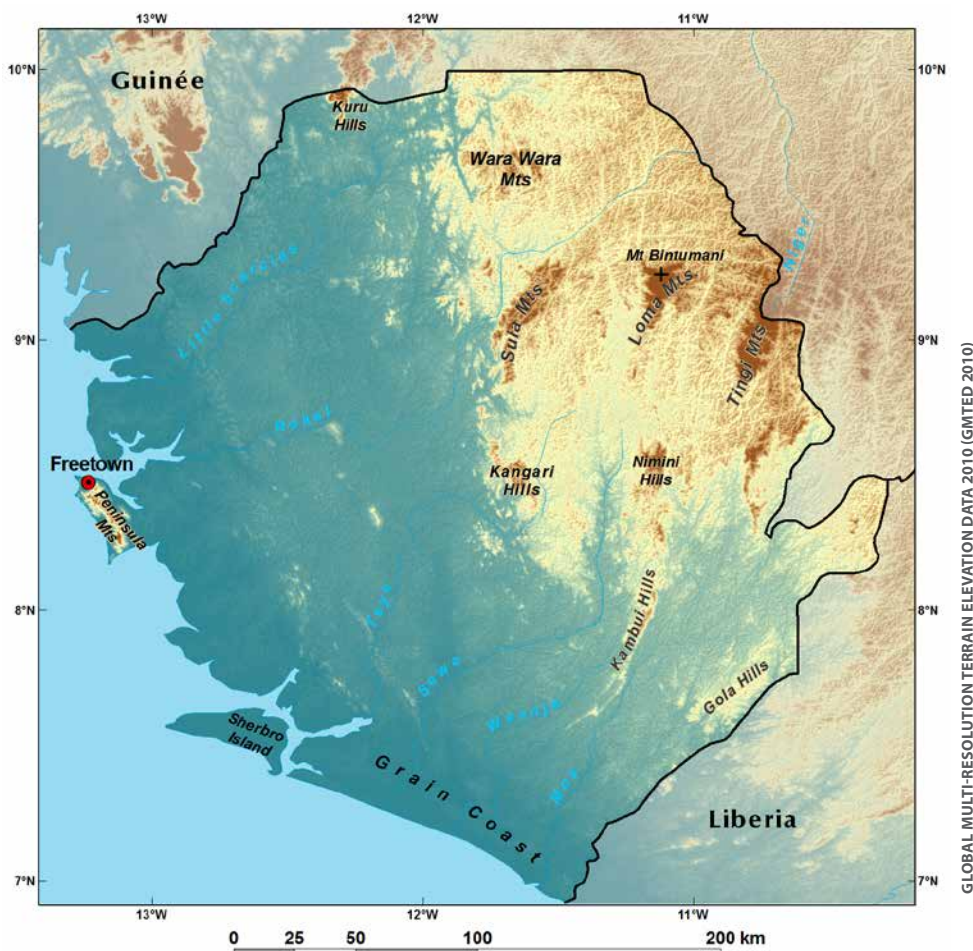 13°W 12°W 11°W
10°N 10°N
Guinée
Kuru
Hills
Wara Wara
Mts
Mt Bintumani
Niger
Little Scarcies
Sula Mts
Loma Mts
Tingi Mts
9°N 9°N
Rokel
Freetown
Peninsula
Mts
Kangari
Hills
Nimini
Hills
8°N 8°N
Kambui Hills
Sewa
Gola Hills
Waanje
Sherbro
Island
Grain Coast
Moa
Liberia
7°N 7°N
13°W 12°W 11°W
0 25 50 100 200 km
GLOBAL MULTI-RESOLUTION TERRAIN ELEVATION DATA 2010 (GMTED 2010)